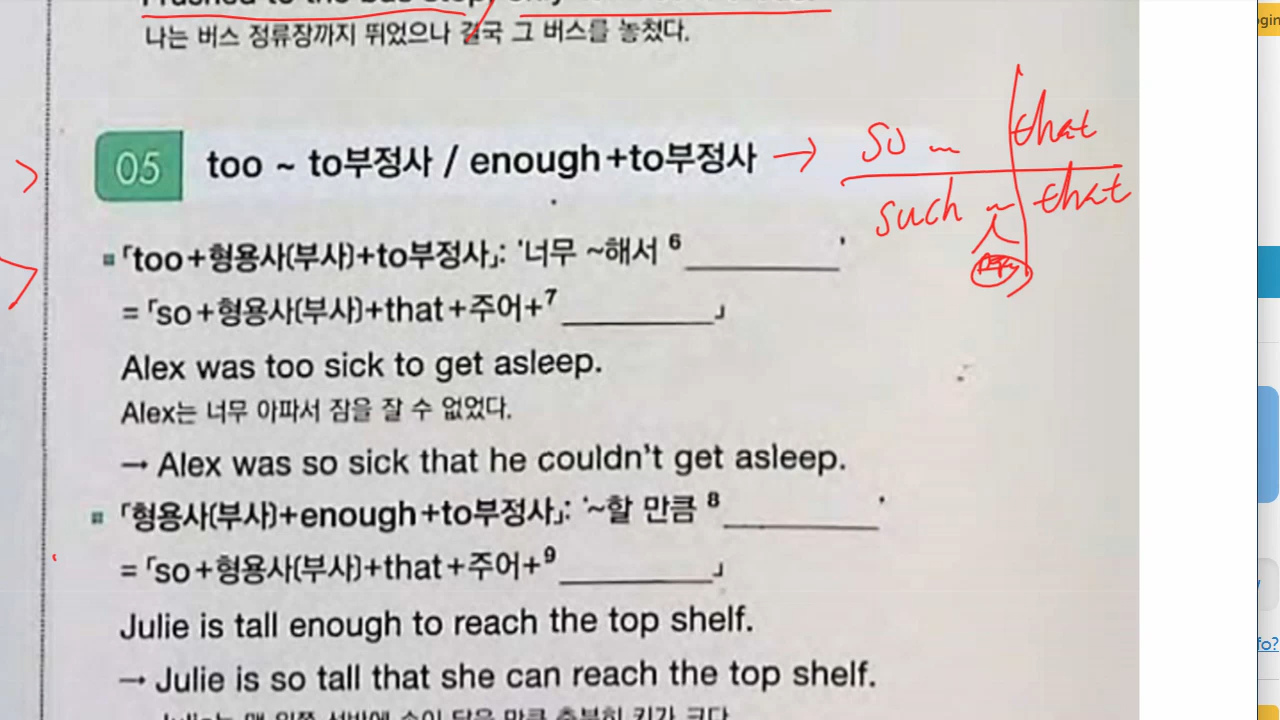 나는 버스 정류장까지 뛰었으나 결국 그 버스를 놓쳤다.
so ~ that
05 too ~ to부정사 / enough+to부정사 →
such ~ that
「too+형용사(부사)+to부정사」: '너무 ~해서 6________'
=「so+형용사(부사)+that+주어+7________」
Alex was too sick to get asleep.
Alex는 너무 아파서 잠을 잘 수 없었다.
→ Alex was so sick that he couldn't get asleep.
「형용사(부사)+enough+to부정사」: '~할 만큼 8________'
=「so+형용사(부사)+that+주어+9________」
Julie is tall enough to reach the top shelf.
→ Julie is so tall that she can reach the top shelf.